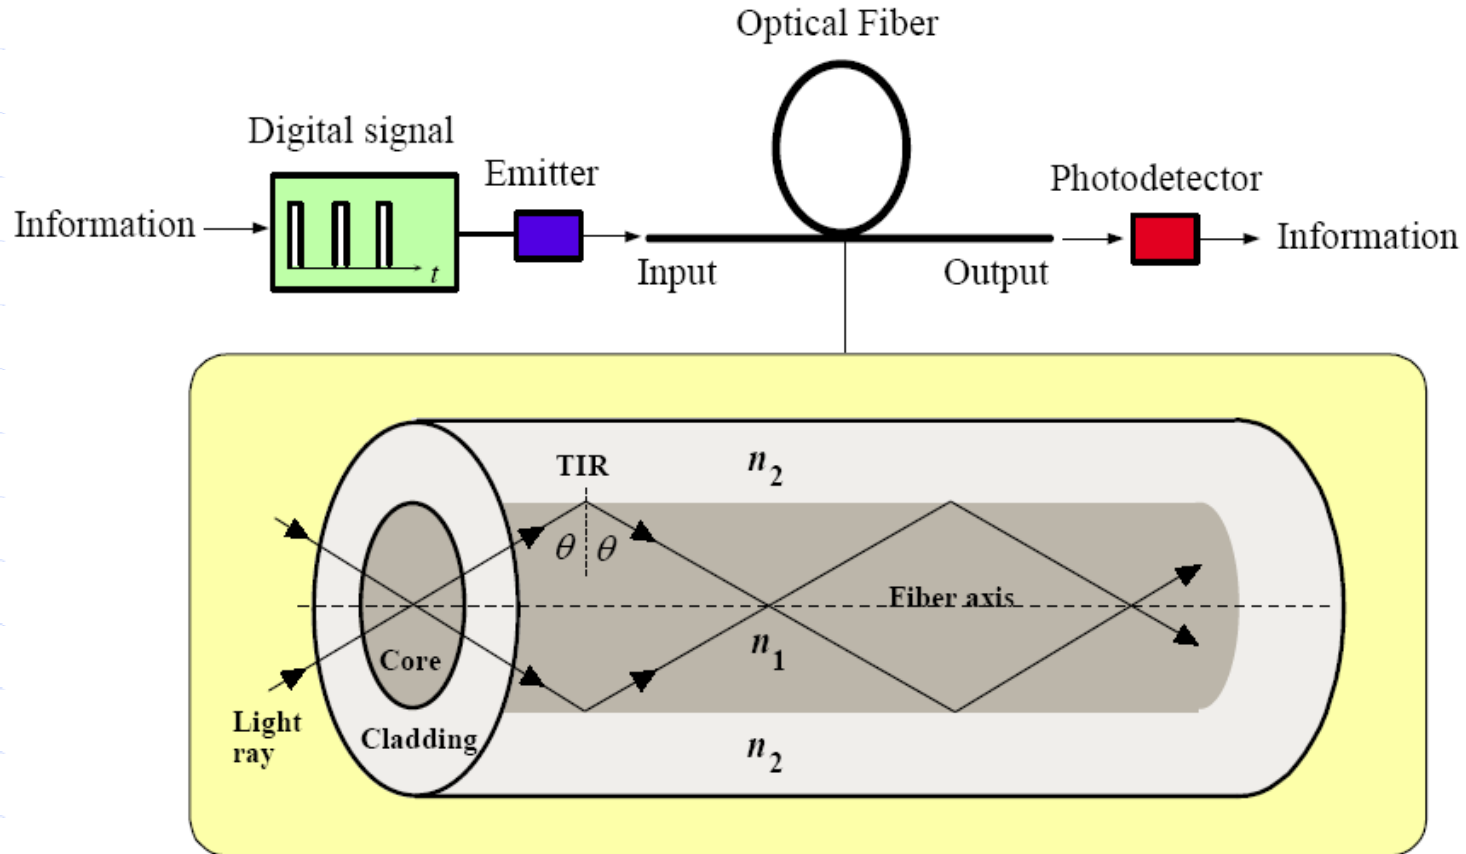 Optical Fiber
Digital signal
Emitter
Photodetector
Information
t
Input
Output
Information
TIR
n2
θ θ
Fiber axis
n1
Core
Light
ray
Cladding
n2